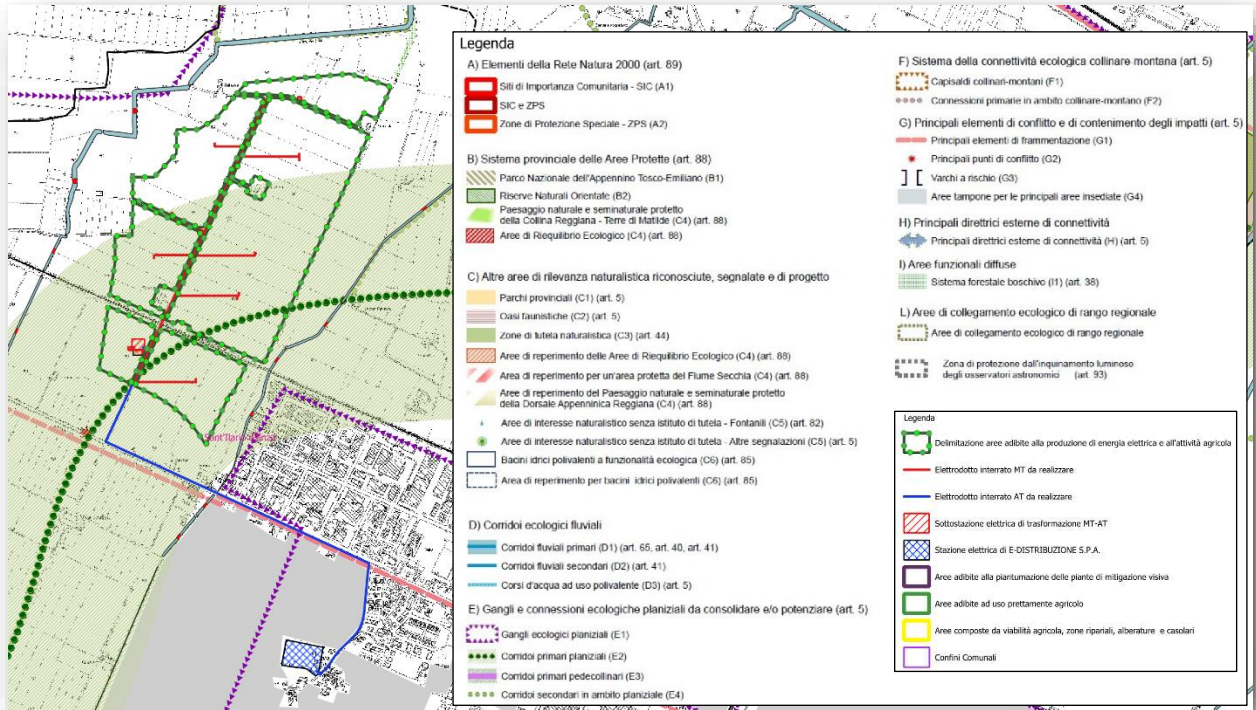 Legenda
A) Elementi della Rete Natura 2000 (art. 89)
Siti di Importanza Comunitaria - SIC (A1)
SIC e ZPS
Zone di Protezione Speciale - ZPS (A2)
B) Sistema provinciale delle Aree Protette (art. 88)
Parco Nazionale dell'Appennino Tosco-Emiliano (B1)
Riserve Naturali Orientate (B2)
Paesaggio naturale e seminaturale protetto
della Collina Reggiana - Terre di Matilde (C4) (art. 88)
Aree di Riequilibrio Ecologico (C4) (art. 88)
C) Altre aree di rilevanza naturalistica riconosciute, segnalate e di progetto
Parchi provinciali (C1) (art. 5)
Oasi faunistiche (C2) (art. 5)
Zone di tutela naturalistica (C3) (art. 44)
Aree di reperimento delle Aree di Riequilibrio Ecologico (C4) (art. 88)
Area di reperimento per un'area protetta del Fiume Secchia (C4) (art. 88)
Area di reperimento del Paesaggio naturale e seminaturale protetto
della Dorsale Appenninica Reggiana (C4) (art. 88)
Aree di interesse naturalistico senza istituto di tutela - Fontanili (C5) (art. 82)
Aree di interesse naturalistico senza istituto di tutela - Altre segnalazioni (C5) (art. 5)
Bacini idrici polivalenti a funzionalità ecologica (C6) (art. 85)
Area di reperimento per bacini idrici polivalenti (C6) (art. 85)
D) Corridoi ecologici fluviali
Corridoi fluviali primari (D1) (art. 65, art. 40, art. 41)
Corridoi fluviali secondari (D2) (art. 41)
Corsi d'acqua ad uso polivalente (D3) (art. 5)
E) Gangli e connessioni ecologiche planiziali da consolidare e/o potenziare (art. 5)
Gangli ecologici planiziali (E1)
Corridoi primari planiziali (E2)
Corridoi primari pedecollinari (E3)
Corridoi secondari in ambito planiziale (E4)
F) Sistema della connettività ecologica collinare montana (art. 5)
Capisaldi collinari-montani (F1)
Connessioni primarie in ambito collinare-montano (F2)
G) Principali elementi di conflitto e di contenimento degli impatti (art. 5)
Principali elementi di frammentazione (G1)
Principali punti di conflitto (G2)
Varchi a rischio (G3)
Aree tampone per le principali aree insediate (G4)
H) Principali direttrici esterne di connettività
Principali direttrici esterne di connettività (H) (art. 5)
I) Aree funzionali diffuse
Sistema forestale boschivo (I1) (art. 38)
L) Aree di collegamento ecologico di rango regionale
Aree di collegamento ecologico di rango regionale
Zona di protezione dall'inquinamento luminoso
degli osservatori astronomici (art. 93)
Legenda
Delimitazione aree adibite alla produzione di energia elettrica e all'attività agricola
Elettrodotto interrato MT da realizzare
Elettrodotto interrato AT da realizzare
Sottostazione elettrica di trasformazione MT-AT
Stazione elettrica di E-DISTRIBUZIONE S.P.A.
Aree adibite alla piantumazione delle piante di mitigazione visiva
Aree adibite ad uso prettamente agricolo
Aree composte da viabilità agricola, zone ripariali, alberature e casolari
Confini Comunali
Sant'Ilario d'Enza